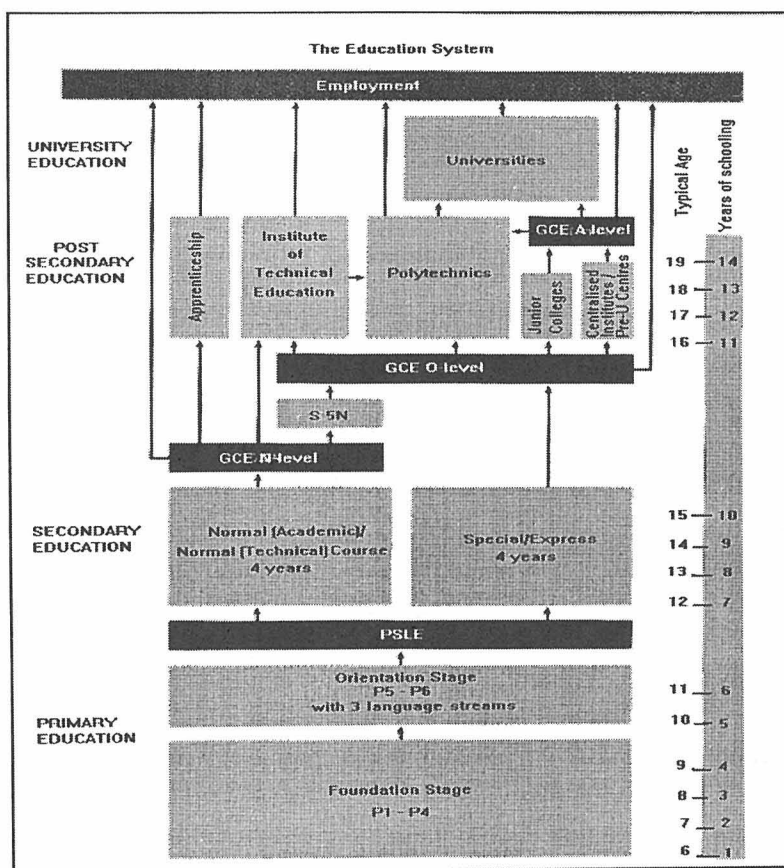 The Education System
Employment
UNIVERSITY
EDUCATION
Universities
Typical Age
Years of schooling
POST
SECONDARY
EDUCATION
Apprenticeship
Institute
of
Technical
Education
Polytechnics
GCE A-level
Junior
Colleges
Centralised
Institutes /
Pre-U Centres
19 14
18 13
17 12
16 11
GCE O-level
S 5N
GCE-N-level
SECONDARY
EDUCATION
Normal (Academic)/
Normal (Technical) Course
4 years
Special/Express
4 years
15 10
14 9
13 8
12 7
PSLE
PRIMARY
EDUCATION
Orientation Stage
P5 - P6
with 3 language streams
11 6
10 5
Foundation Stage
P1 - P4
9 4
8 3
7 2
6 1